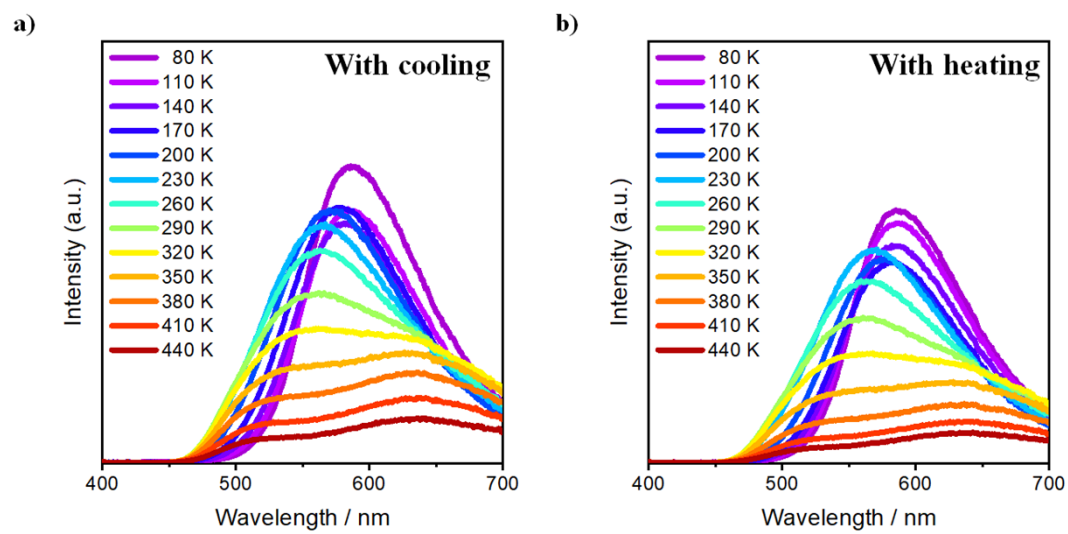 a)
With cooling
80 K
110 K
140 K
170 K
200 K
230 K
260 K
290 K
320 K
350 K
380 K
410 K
440 K
Intensity (a.u.)
400 500 600 700
Wavelength / nm
b)
With heating
80 K
110 K
140 K
170 K
200 K
230 K
260 K
290 K
320 K
350 K
380 K
410 K
440 K
Intensity (a.u.)
400 500 600 700
Wavelength / nm